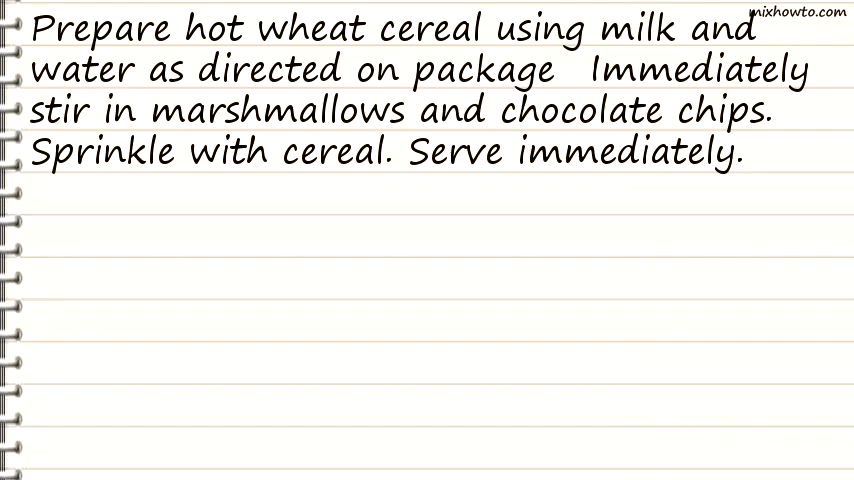 mixhowto.com
Prepare hot wheat cereal using milk and
water as directed on package   Immediately
stir in marshmallows and chocolate chips.
Sprinkle with cereal. Serve immediately.